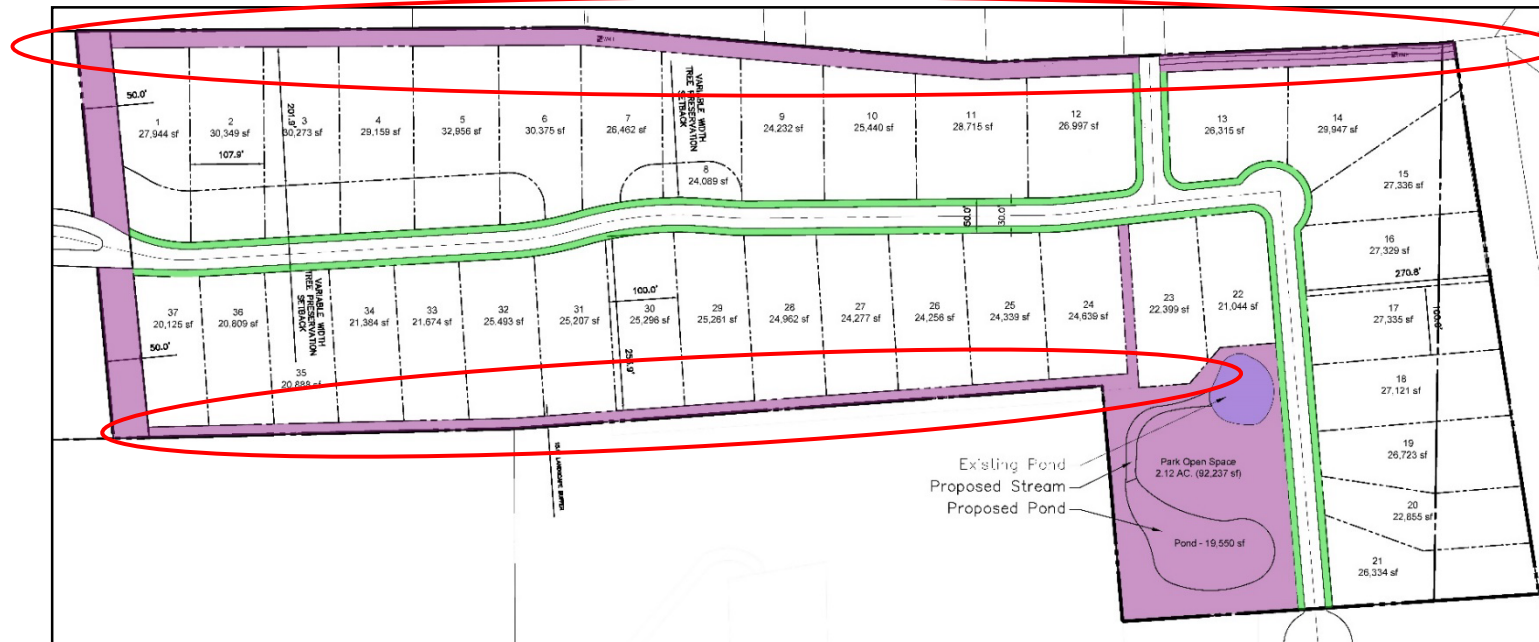 50.0'
1
27,944 sf
2
30,349 sf
107.9'
201.9'
3
30,273 sf
4
29,159 sf
5
32,956 sf
6
30.375 sf
7
26,462 sf
VARIABLE WIDTH
TREE PRESERVATION
SETBACK
8
24,089 sf
9
24,232 sf
10
25,440 sf
11
28.715 sf
12
26.997 sf
13
26,315 sf
14
29,947 sf
15
27,336 sf
16
27,329 sf
270.8'
17
27,335 sf
100.0'
18
27,121 sf
19
26,723 sf
20
22,855 sf
21
26,334 sf
50.0'
30.0'
37
20,125 sf
50.0'
36
20.809 sf
VARIABLE WIDTH
TREE PRESERVATION
SETBACK
35
20,888 sf
34
21,384 sf
33
21.674 sf
32
25.493 sf
31
25,207 sf
100.0'
30
25,296 sf
29
25,261 sf
28
24,962 sf
27
24,277 sf
26
24,256 sf
25
24,339 sf
24
24,639 sf
23
22.399 sf
22
21,044 sf
15' LANDSCAPE BUFFER
Existing Pond
Proposed Stream
Proposed Pond
Park Open Space
2.12 AC. (92,237 sf)
Pond - 19,550 sf